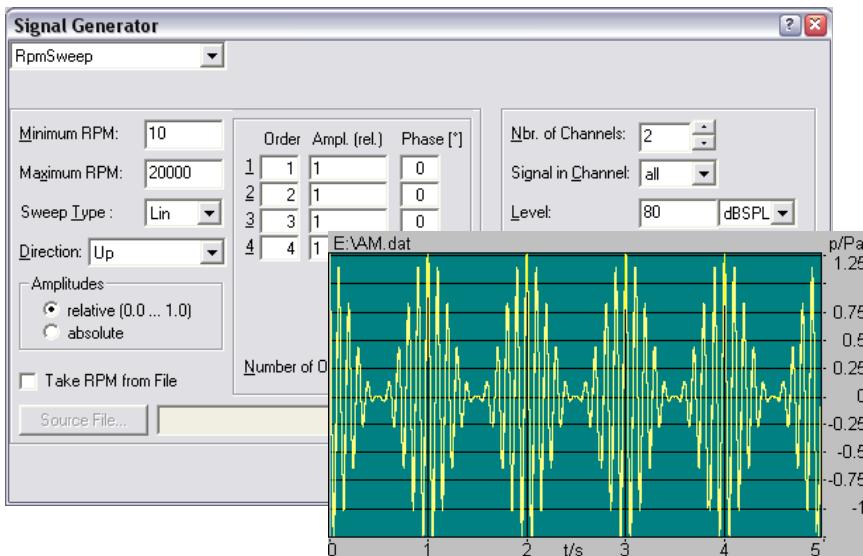 Signal Generator
RpmSweep
Minimum RPM: 10
Maximum RPM: 20000
Sweep Type : Lin
Direction: Up
Amplitudes
relative (0.0 ... 1.0)
absolute
Take RPM from File
Source File...
Order Ampl. (rel.) Phase [°]
1 1 1 0
2 2 1 0
3 3 1 0
4 4 1
Number of O
Nbr. of Channels: 2
Signal in Channel: all
Level: 80 dBSPL
E:\AM.dat p/Pa
1.25
0.75
0.5
0.25
0
-0.25
-0.5
-0.75
-1
0 1 2 t/s 3 4 5